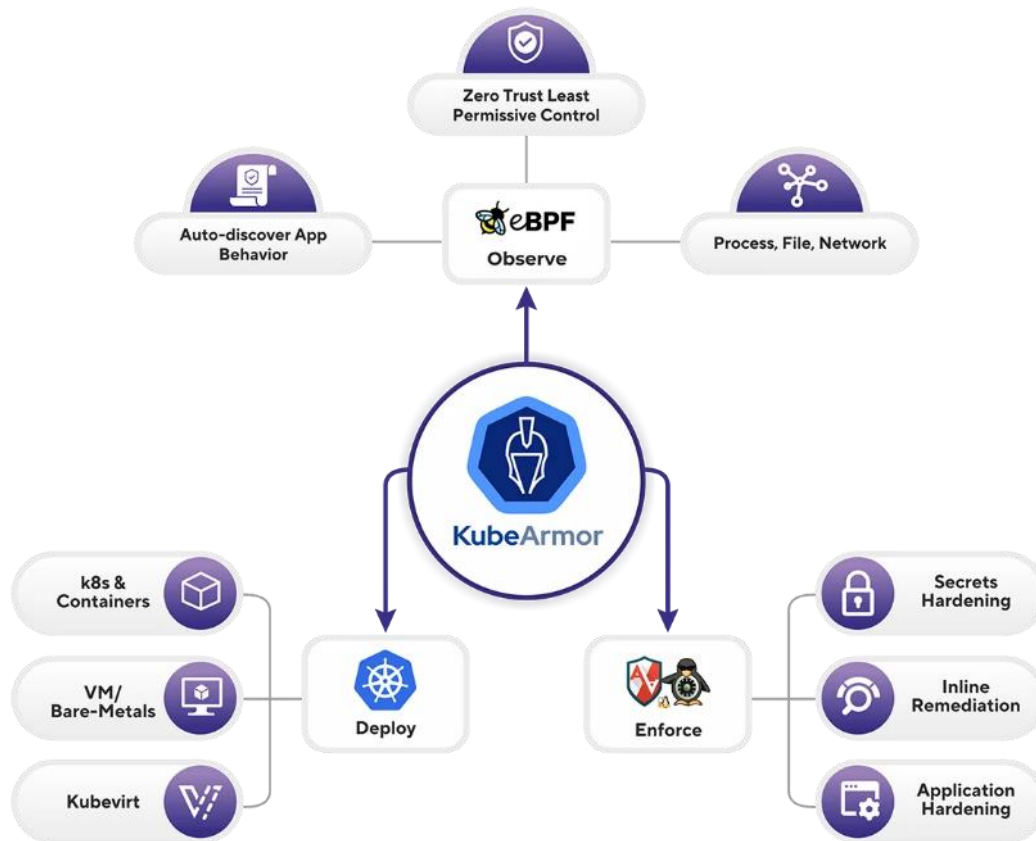 Zero Trust Least
Permissive Control
Auto-discover App
Behavior
eBPF
Observe
Process, File, Network
KubeArmor
k8s &
Containers
VM/
Bare-Metals
Kubevirt
Deploy
Enforce
Secrets
Hardening
Inline
Remediation
Application
Hardening